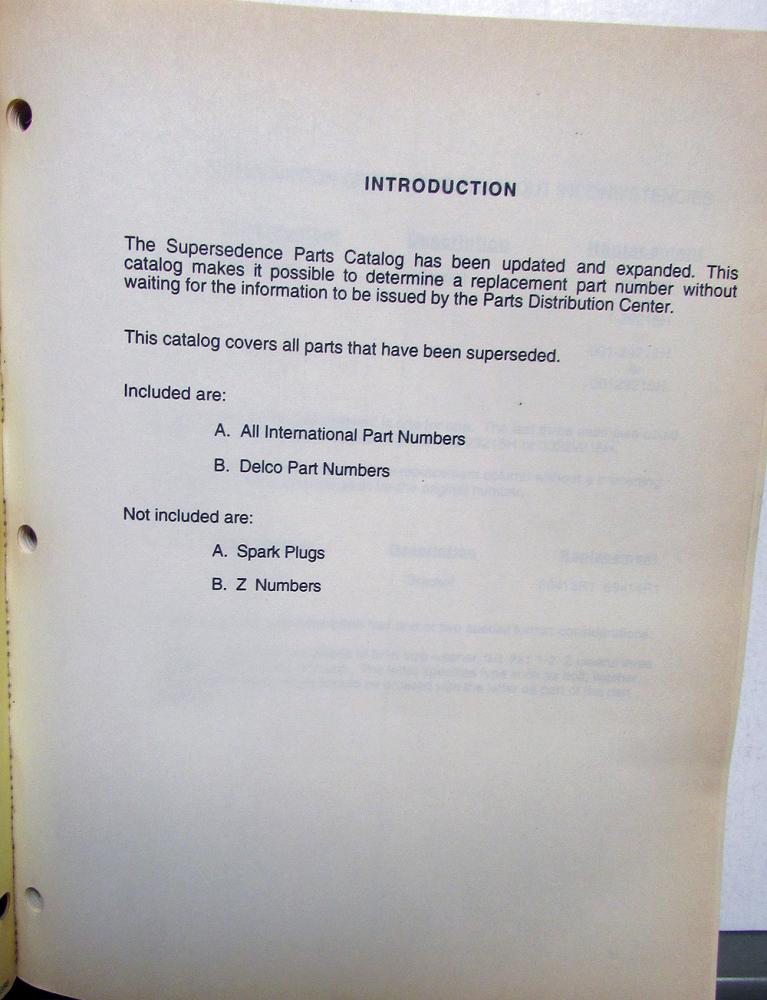 INTRODUCTION
The Supersedence Parts Catalog has been updated and expanded. This
catalog makes it possible to determine a replacement part number without
waiting for the information to be issued by the Parts Distribution Center.
This catalog covers all parts that have been superseded.
Included are:
A. All International Part Numbers
B. Delco Part Numbers
Not included are:
A. Spark Plugs
B. Z Numbers